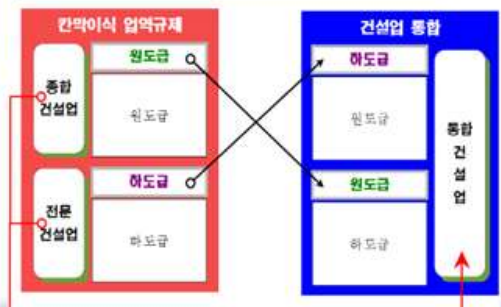 칸막이식 업역규제
종합
건설업
원도급
원도급
전문
건설업
하도급
하도급
건설업 통합
하도급
원도급
원도급
하도급
통합
건
설
업